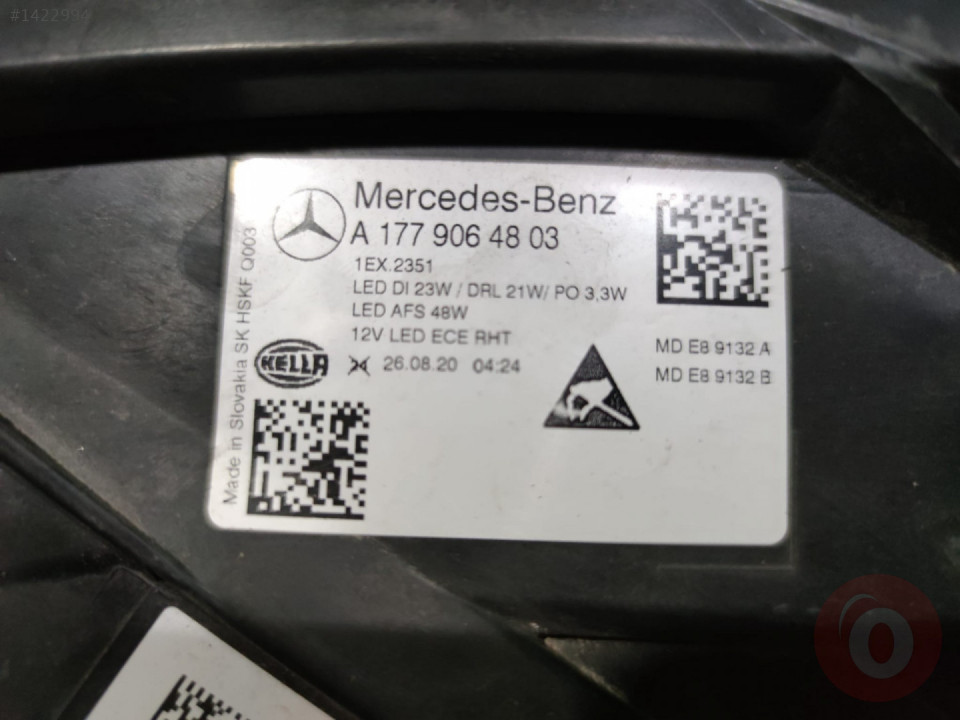 #1422994
Mercedes-Benz
A 177 906 48 03
1EX.2351
LED DI 23W / DRL 21W/ PO 3,3W
LED AFS 48W
12V LED ECE RHT
HELLA
26.08.20 04:24
MD E8 9132 A
MD E8 9132 B
Made in Slovakia SK HSKF Q003